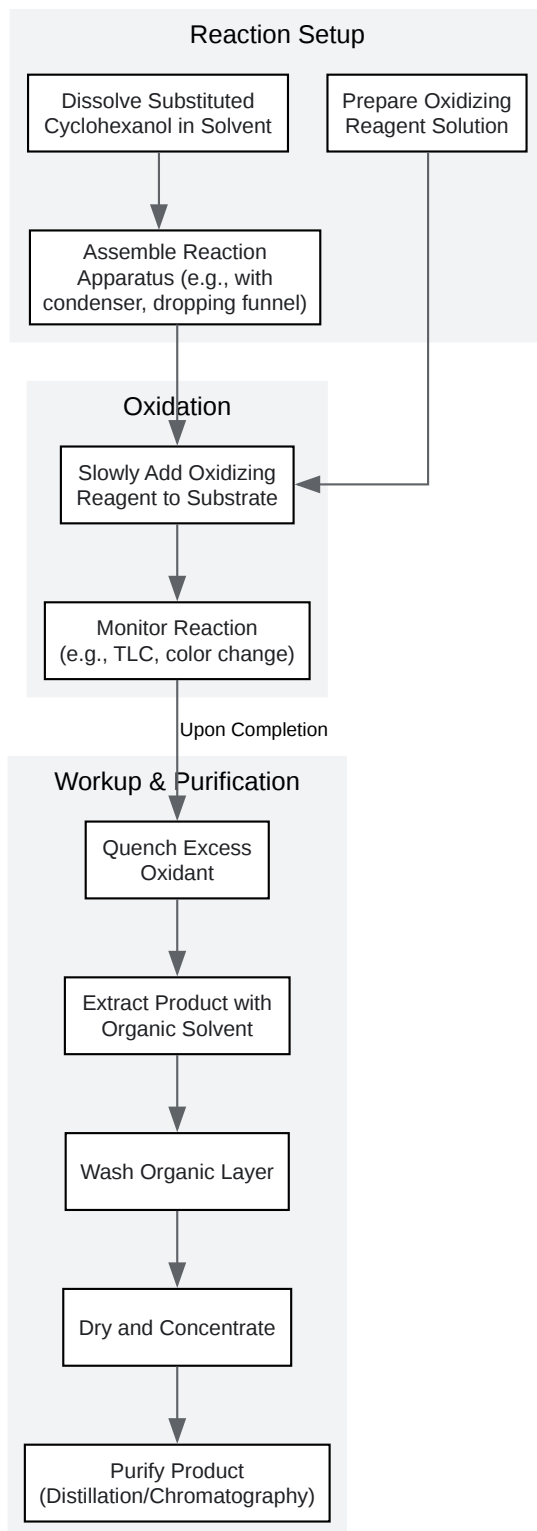 Reaction Setup
Dissolve Substituted
Cyclohexanol in Solvent
Prepare Oxidizing
Reagent Solution
Assemble Reaction
Apparatus (e.g., with
condenser, dropping funnel)
Oxidation
Slowly Add Oxidizing
Reagent to Substrate
Monitor Reaction
(e.g., TLC, color change)
Upon Completion
Workup & Purification
Quench Excess
Oxidant
Extract Product with
Organic Solvent
Wash Organic Layer
Dry and Concentrate
Purify Product
(Distillation/Chromatography)